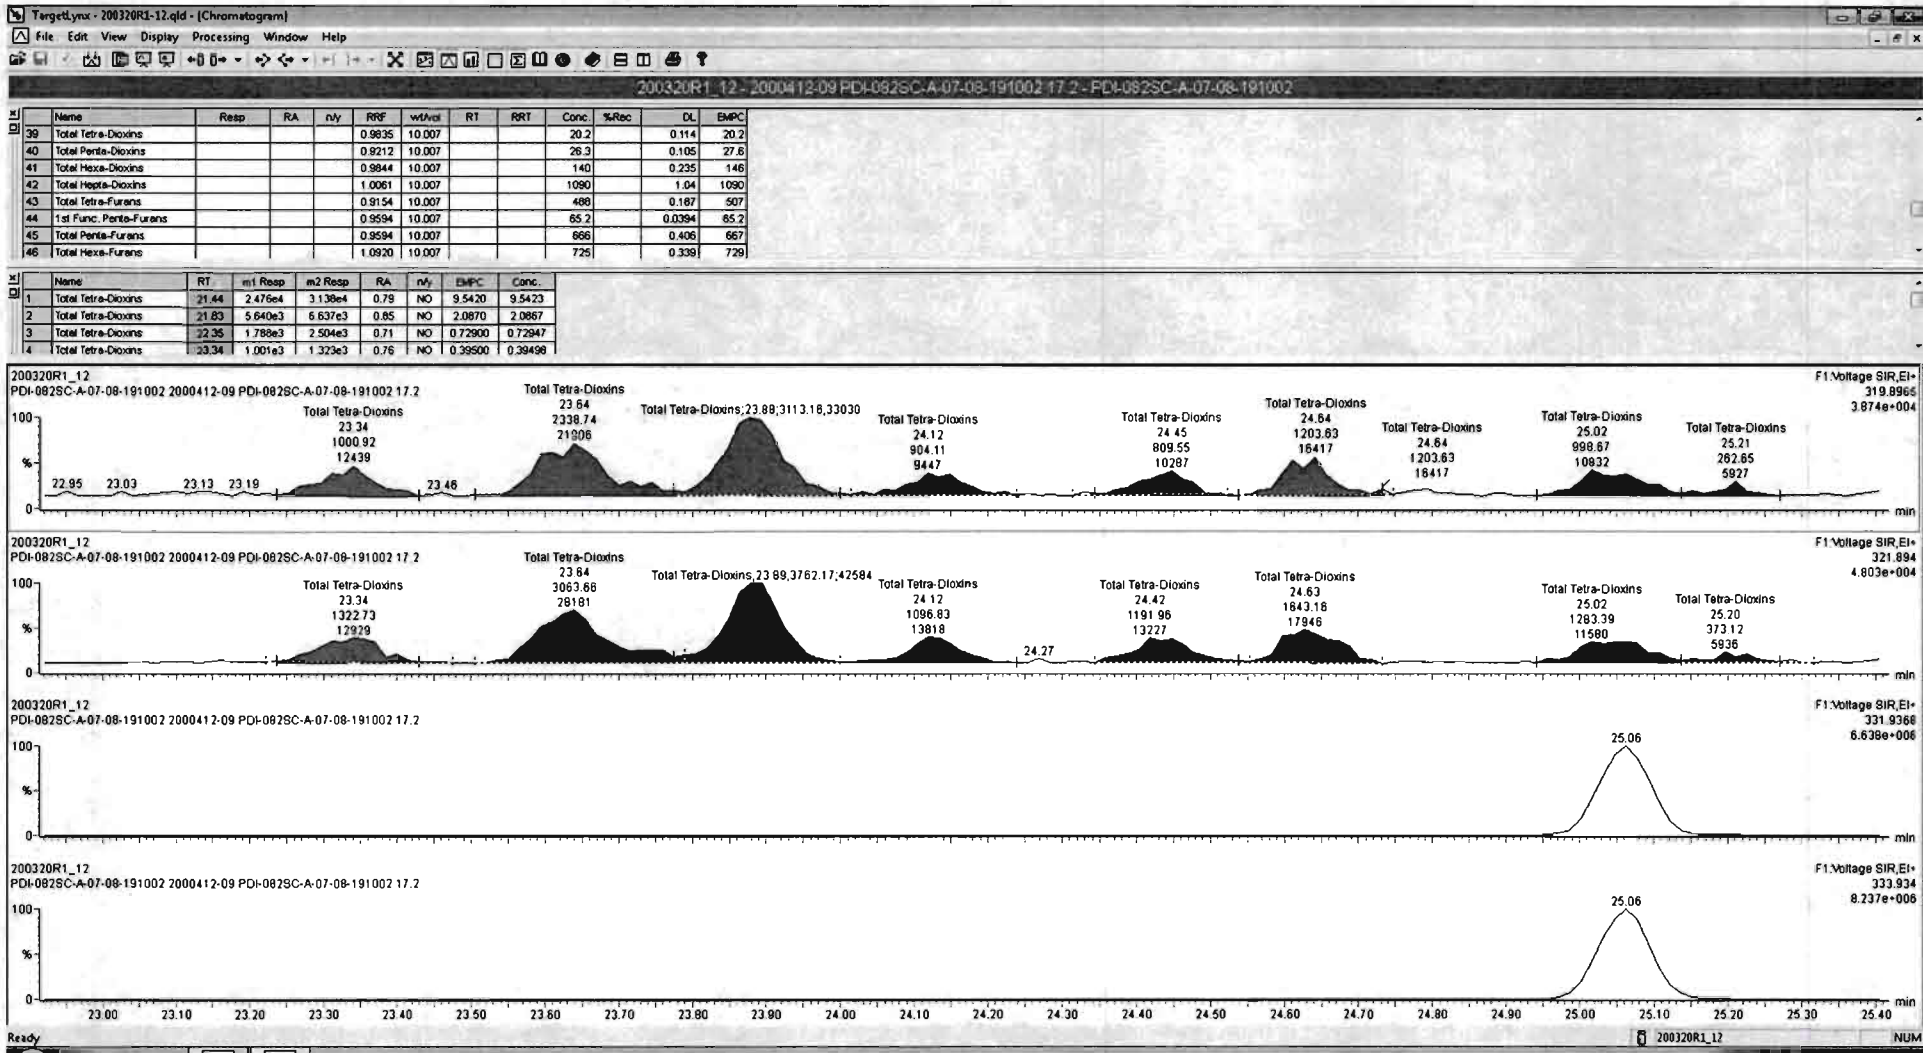 TargetLynx - 200320R1-12.qld - [Chromatogram]
File Edit View Display Processing Window Help
200320R1_12 - 2000412-09 PDI-082SC-A-07-08-191002 17.2 - PDI-082SC-A-07-08-191002
Name Resp RA n/y RRF wt/vol RT RRT Conc. %Rec DL EMPC
39 Total Tetra-Dioxins 0.9835 10.007 20.2 0.114 20.2
40 Total Penta-Dioxins 0.9212 10.007 26.3 0.105 27.6
41 Total Hexa-Dioxins 0.9844 10.007 140 0.235 146
42 Total Hepta-Dioxins 1.0061 10.007 1090 1.04 1090
43 Total Tetra-Furans 0.9154 10.007 488 0.187 507
44 1st Func. Penta-Furans 0.9594 10.007 65.2 0.0394 65.2
45 Total Penta-Furans 0.9594 10.007 666 0.406 667
46 Total Hexa-Furans 1.0920 10.007 725 0.339 729
Name RT m1 Resp m2 Resp RA n/y EMPC Conc.
1 Total Tetra-Dioxins 21.44 2.476e4 3.138e4 0.79 NO 9.5420 9.5423
2 Total Tetra-Dioxins 21.83 5.640e3 6.637e3 0.85 NO 2.0870 2.0867
3 Total Tetra-Dioxins 22.35 1.788e3 2.504e3 0.71 NO 0.72900 0.72947
4 Total Tetra-Dioxins 23.34 1.001e3 1.323e3 0.76 NO 0.39500 0.39498
200320R1_12
PDI-082SC-A-07-08-191002 2000412-09 PDI-082SC-A-07-08-191002 17.2
F1:Voltage SIR,EI+
319.8965
3.874e+004
100
%
0
22.95 23.03 23.13 23.19
Total Tetra-Dioxins
23.34
1000.92
12439
23.46
Total Tetra-Dioxins
23.64
2338.74
21806
Total Tetra-Dioxins;23.88;3113.18,33030
Total Tetra-Dioxins
24.12
904.11
9447
Total Tetra-Dioxins
24.45
809.55
10287
Total Tetra-Dioxins
24.64
1203.63
16417
Total Tetra-Dioxins
24.64
1203.63
16417
Total Tetra-Dioxins
25.02
998.67
10832
Total Tetra-Dioxins
25.21
262.65
5927
min
200320R1_12
PDI-082SC-A-07-08-191002 2000412-09 PDI-082SC-A-07-08-191002 17.2
F1:Voltage SIR,EI+
321.894
4.803e+004
100
%
0
Total Tetra-Dioxins
23.34
1322.73
12929
Total Tetra-Dioxins
23.64
3063.68
28181
Total Tetra-Dioxins;23.89,3762.17;42584
Total Tetra-Dioxins
24.12
1096.83
13818
24.27
Total Tetra-Dioxins
24.42
1191.96
13227
Total Tetra-Dioxins
24.63
1643.18
17946
Total Tetra-Dioxins
25.02
1283.39
11580
Total Tetra-Dioxins
25.20
373.12
5936
min
200320R1_12
PDI-082SC-A-07-08-191002 2000412-09 PDI-082SC-A-07-08-191002 17.2
F1:Voltage SIR,EI+
331.9368
6.638e+006
100
%
0
25.06
min
200320R1_12
PDI-082SC-A-07-08-191002 2000412-09 PDI-082SC-A-07-08-191002 17.2
F1:Voltage SIR,EI+
333.934
8.237e+006
100
%
0
25.06
min
23.00 23.10 23.20 23.30 23.40 23.50 23.60 23.70 23.80 23.90 24.00 24.10 24.20 24.30 24.40 24.50 24.60 24.70 24.80 24.90 25.00 25.10 25.20 25.30 25.40
Ready 200320R1_12 NUM